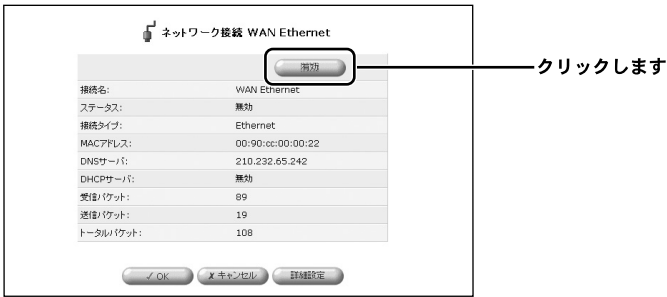 ネットワーク接続 WAN Ethernet
有効
クリックします
接続名: WAN Ethernet
ステータス: 無効
接続タイプ: Ethernet
MACアドレス: 00:90:cc:00:00:22
DNSサーバ: 210.232.65.242
DHCPサーバ: 無効
受信パケット: 89
送信パケット: 19
トータルパケット: 108
✓ OK ✗ キャンセル 詳細設定